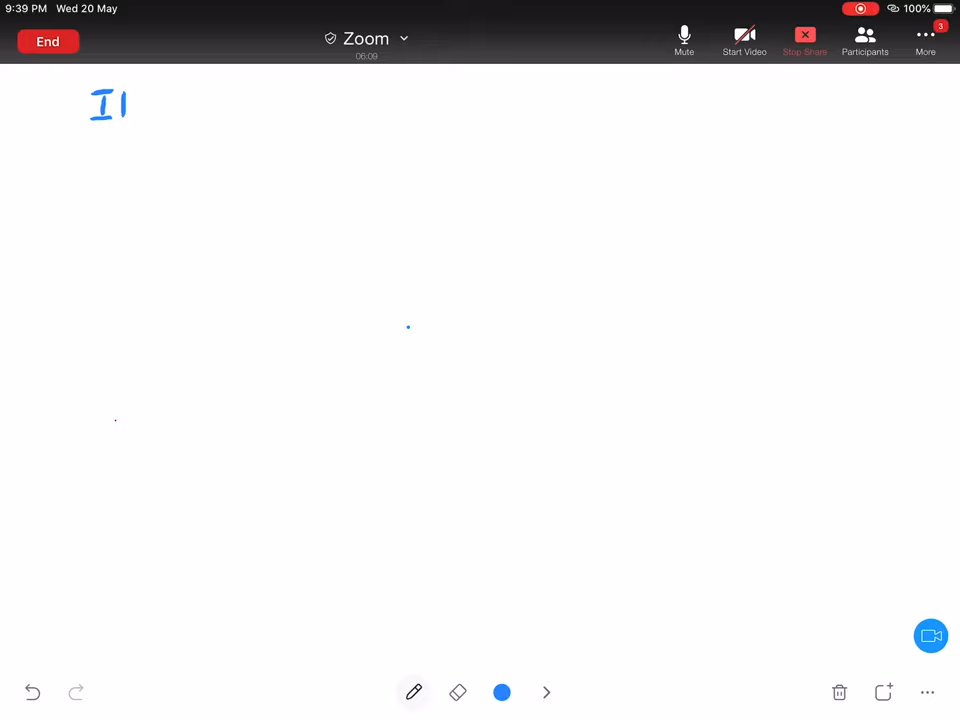 9:39 PM Wed 20 May
100%
End
Zoom
06:09
Mute
Start Video
Stop Share
Participants
3
More